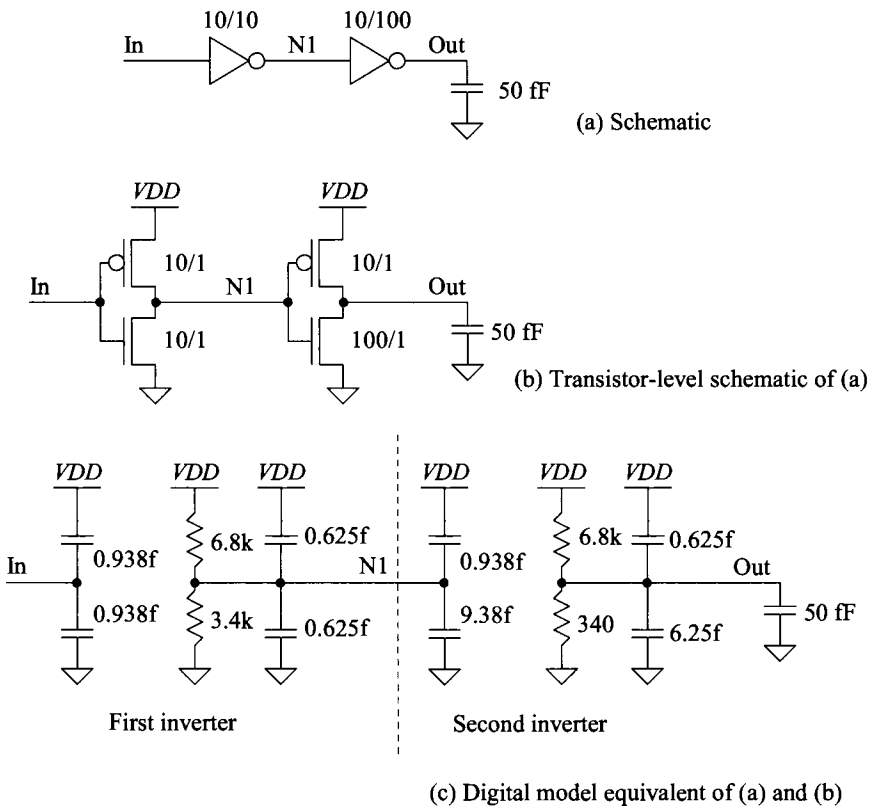 10/10 10/100
In N1 Out
50 fF
(a) Schematic
VDD VDD
10/1 10/1
In N1 Out
10/1 100/1 50 fF
(b) Transistor-level schematic of (a)
VDD VDD VDD VDD VDD VDD
0.938f 6.8k 0.625f 0.938f 6.8k 0.625f
In N1 Out
0.938f 3.4k 0.625f 9.38f 340 6.25f 50 fF
First inverter Second inverter
(c) Digital model equivalent of (a) and (b)